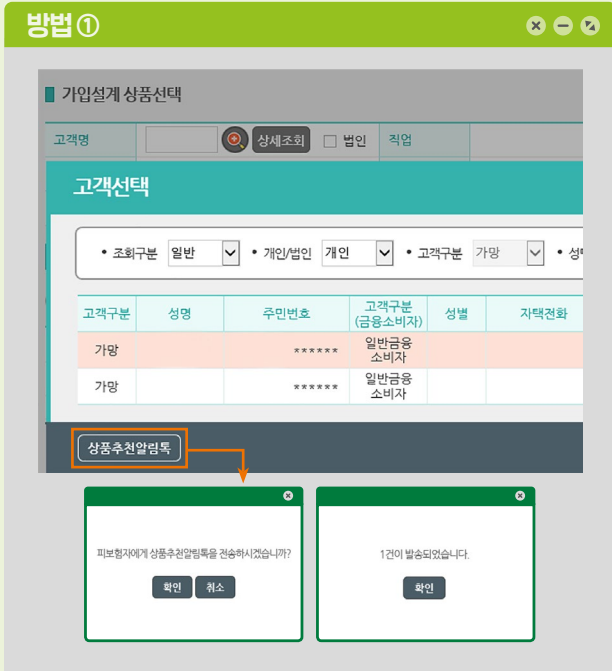 방법①
가입설계 상품선택
고객명 상세조회 법인 직업
고객선택
• 조회구분 일반 • 개인/법인 개인 • 고객구분 가망 • 성
고객구분 성명 주민번호 고객구분 (금융소비자) 성별 자택전화
가망 ****** 일반금융 소비자
가망 ****** 일반금융 소비자
상품추천알림톡
피보험자에게 상품추천알림톡을 전송하시겠습니까?
확인 취소
1건이 발송되었습니다.
확인